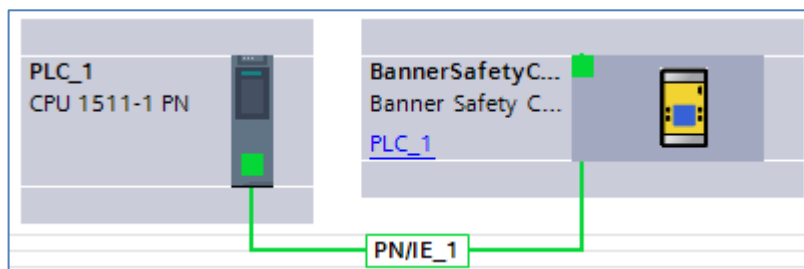 PLC_1
CPU 1511-1 PN
BannerSafetyC...
Banner Safety C...
PLC_1
PN/IE_1